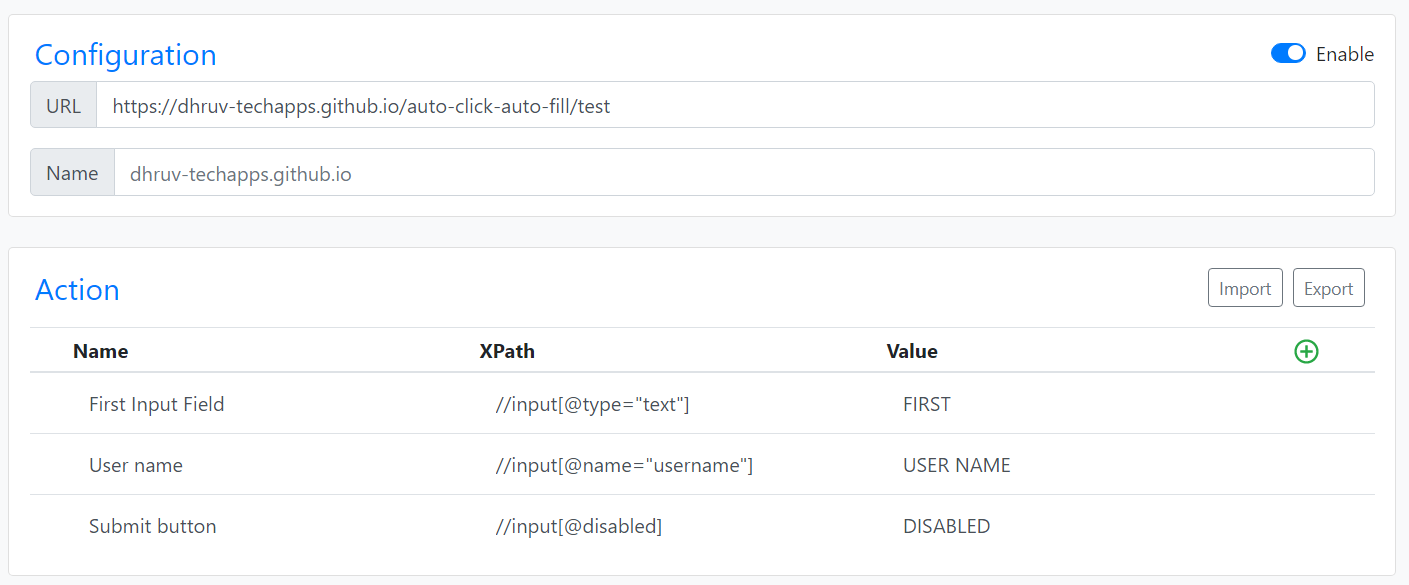 Configuration
Enable
URL https://dhruv-techapps.github.io/auto-click-auto-fill/test
Name dhruv-techapps.github.io
Action
Import Export
Name XPath Value
First Input Field //input[@type="text"] FIRST
User name //input[@name="username"] USER NAME
Submit button //input[@disabled] DISABLED